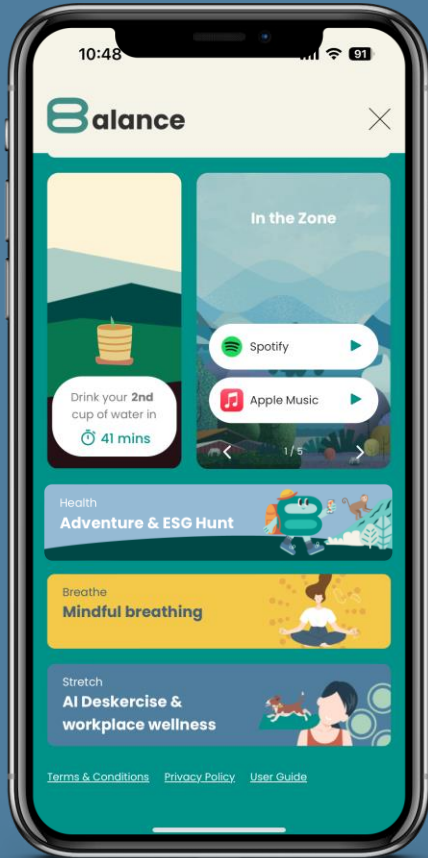 10:48
91
Balance
In the Zone
Spotify
Apple Music
1 / 5
Drink your 2nd
cup of water in
41 mins
Health
Adventure & ESG Hunt
Breathe
Mindful breathing
Stretch
AI Deskercise &
workplace wellness
Terms & Conditions Privacy Policy User Guide